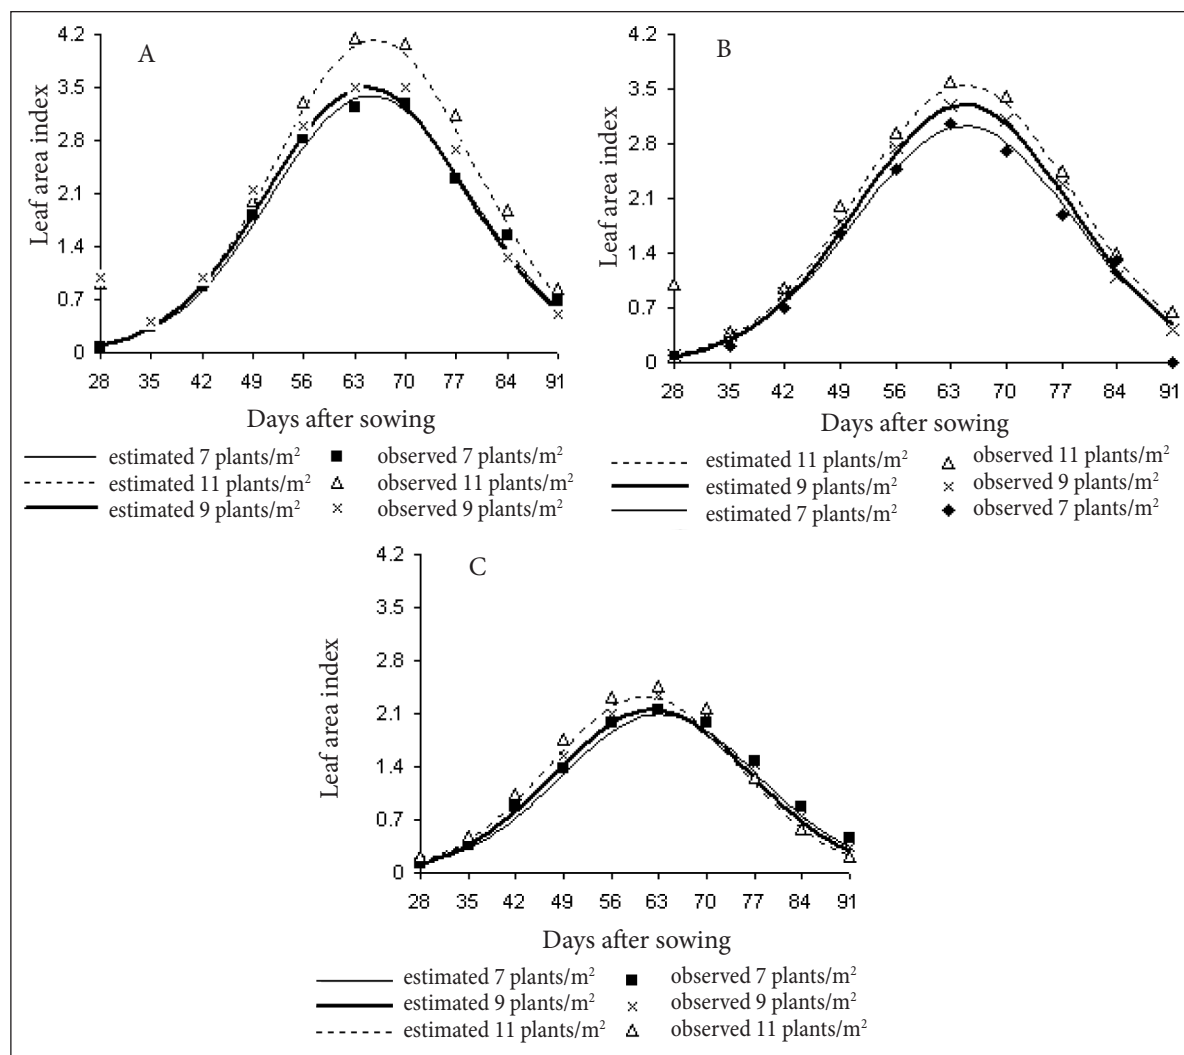 A
Leaf area index
4.2
3.5
2.8
2.1
1.4
0.7
0
28 35 42 49 56 63 70 77 84 91
Days after sowing
estimated 7 plants/m²
estimated 11 plants/m²
estimated 9 plants/m²
observed 7 plants/m²
observed 11 plants/m²
observed 9 plants/m²
B
Leaf area index
4.2
3.5
2.8
2.1
1.4
0.7
0
28 35 42 49 56 63 70 77 84 91
Days after sowing
estimated 11 plants/m²
estimated 9 plants/m²
estimated 7 plants/m²
observed 11 plants/m²
observed 9 plants/m²
observed 7 plants/m²
C
Leaf area index
4.2
3.5
2.8
2.1
1.4
0.7
0
28 35 42 49 56 63 70 77 84 91
Days after sowing
estimated 7 plants/m²
estimated 9 plants/m²
estimated 11 plants/m²
observed 7 plants/m²
observed 9 plants/m²
observed 11 plants/m²